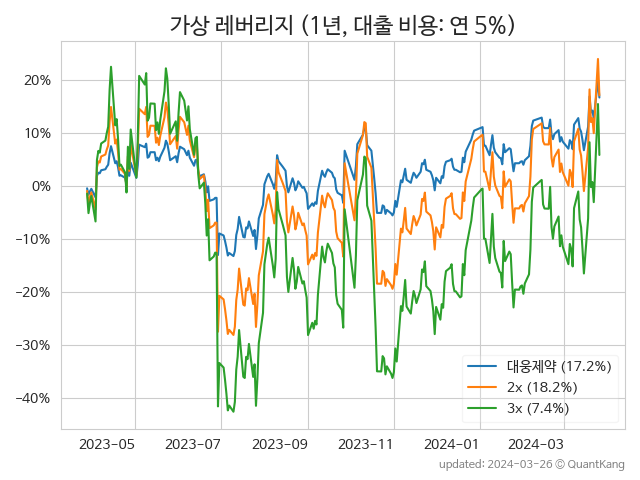 가상 레버리지 (1년, 대출 비용: 연 5%)
20%
10%
0%
−10%
−20%
−30%
−40%
대웅제약 (17.2%)
2x (18.2%)
3x (7.4%)
2023-05 2023-07 2023-09 2023-11 2024-01 2024-03
updated: 2024-03-26 © QuantKang